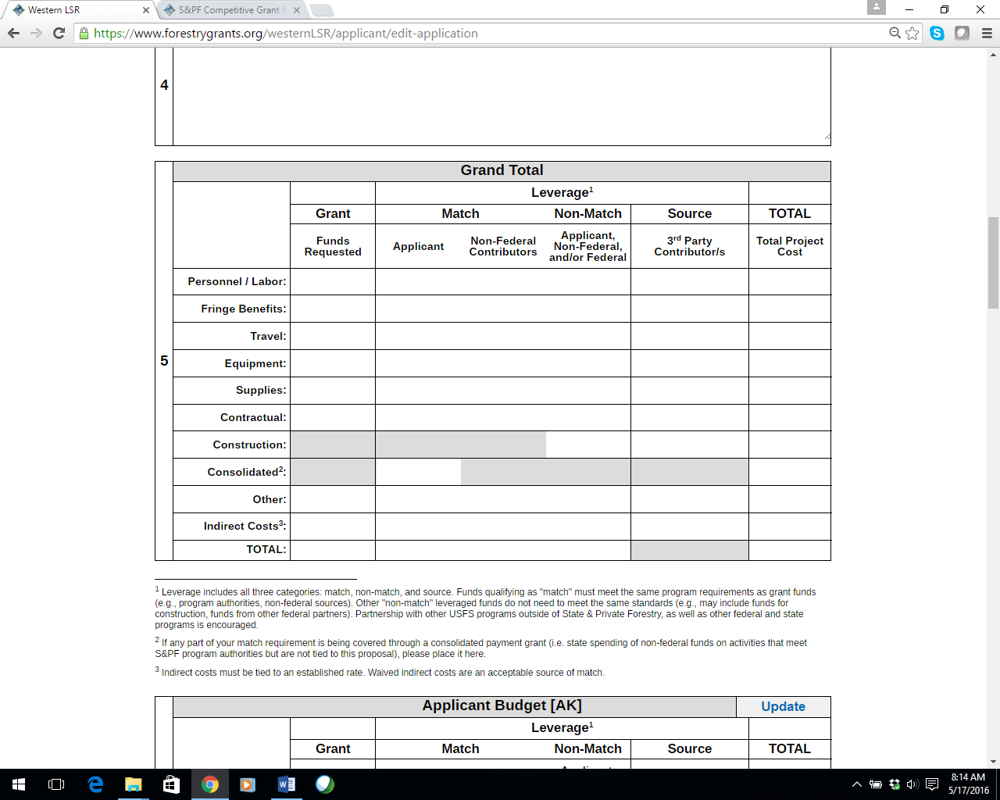 Western LSR
S&PF Competitive Grant
https://www.forestrygrants.org/westernLSR/applicant/edit-application
4
Grand Total
Leverage1
Grant Match Non-Match Source TOTAL
Funds Requested
Applicant
Non-Federal Contributors
Applicant, Non-Federal, and/or Federal
3rd Party Contributor/s
Total Project Cost
Personnel / Labor:
Fringe Benefits:
Travel:
5
Equipment:
Supplies:
Contractual:
Construction:
Consolidated2:
Other:
Indirect Costs3:
TOTAL:
1 Leverage includes all three categories: match, non-match, and source. Funds qualifying as "match" must meet the same program requirements as grant funds
(e.g., program authorities, non-federal sources). Other "non-match" leveraged funds do not need to meet the same standards (e.g., may include funds for
construction, funds from other federal partners). Partnership with other USFS programs outside of State & Private Forestry, as well as other federal and state
programs is encouraged.
2 If any part of your match requirement is being covered through a consolidated payment grant (i.e. state spending of non-federal funds on activities that meet
S&PF program authorities but are not tied to this proposal), please place it here.
3 Indirect costs must be tied to an established rate. Waived indirect costs are an acceptable source of match.
Applicant Budget [AK] Update
Leverage1
Grant Match Non-Match Source TOTAL
8:14 AM
5/17/2016